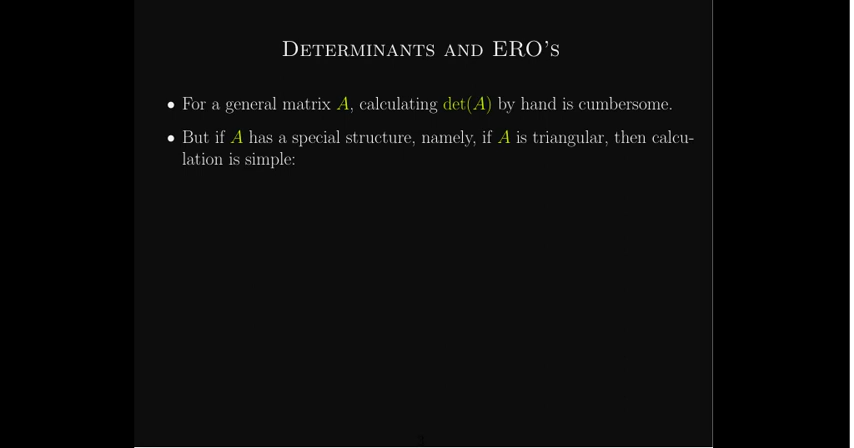 Determinants and ERO's
• For a general matrix A, calculating det(A) by hand is cumbersome.
• But if A has a special structure, namely, if A is triangular, then calcu-
lation is simple: